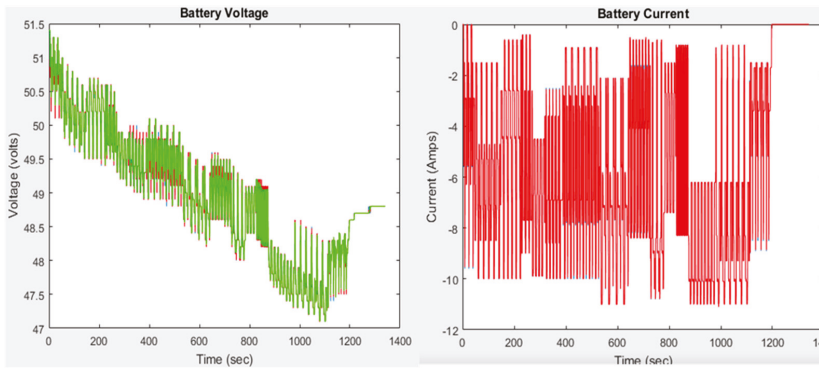 Battery Voltage
51.5
51
50.5
50
49.5
49
48.5
48
47.5
47
Voltage (volts)
0 200 400 600 800 1000 1200 1400
Time (sec)
Battery Current
0
-2
-4
-6
-8
-10
-12
Current (Amps)
0 200 400 600 800 1000 1200 140
Time (sec)